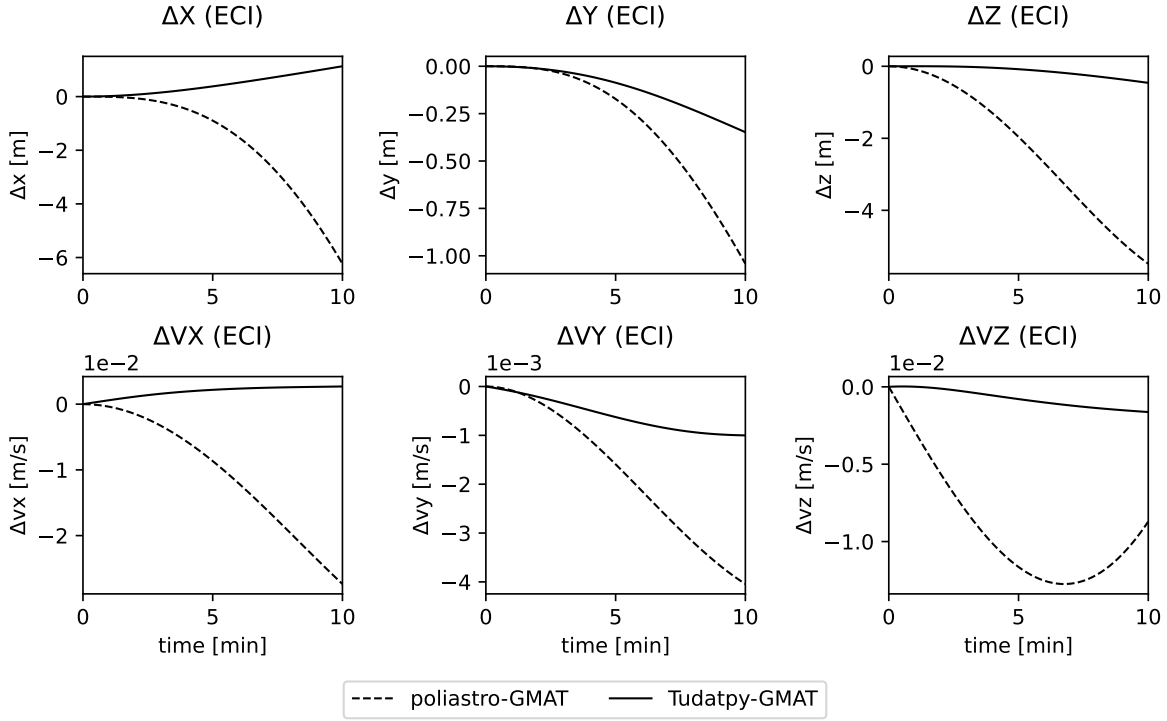 ΔX (ECI)
ΔY (ECI)
ΔZ (ECI)
Δx [m]
0
−2
−4
−6
0
5
10
Δy [m]
0.00
−0.25
−0.50
−0.75
−1.00
0
5
10
Δz [m]
0
−2
−4
0
5
10
ΔVX (ECI)
ΔVY (ECI)
ΔVZ (ECI)
1e−2
Δvx [m/s]
0
−1
−2
0
5
10
time [min]
1e−3
Δvy [m/s]
0
−1
−2
−3
−4
0
5
10
time [min]
1e−2
Δvz [m/s]
0.0
−0.5
−1.0
0
5
10
time [min]
poliastro-GMAT
Tudatpy-GMAT